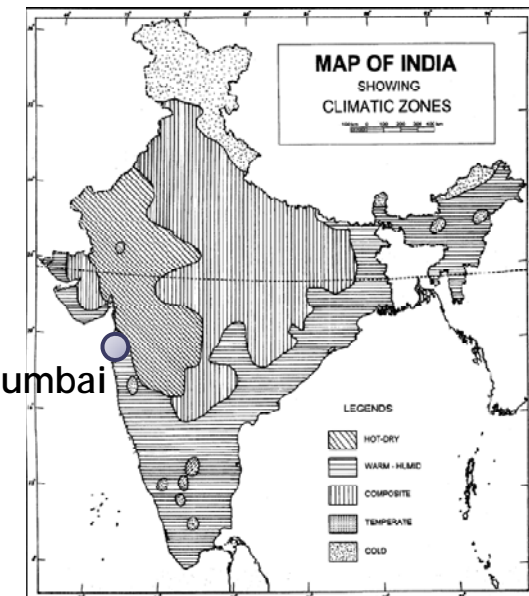 MAP OF INDIA
SHOWING
CLIMATIC ZONES
umbai
LEGENDS
HOT-DRY
WARM - HUMID
COMPOSITE
TEMPERATE
COLD